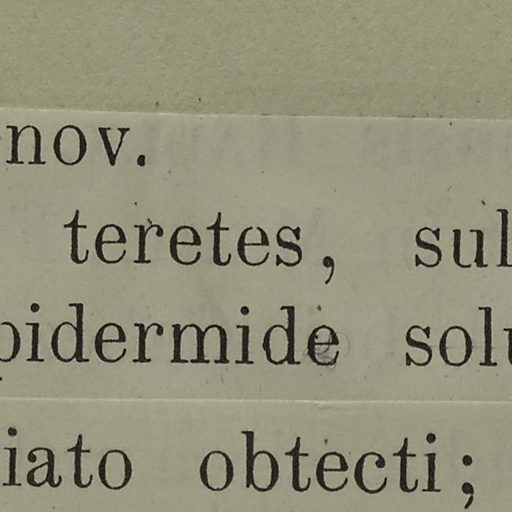 nov.
teretes, sul
pidermide solu
iato obtecti;